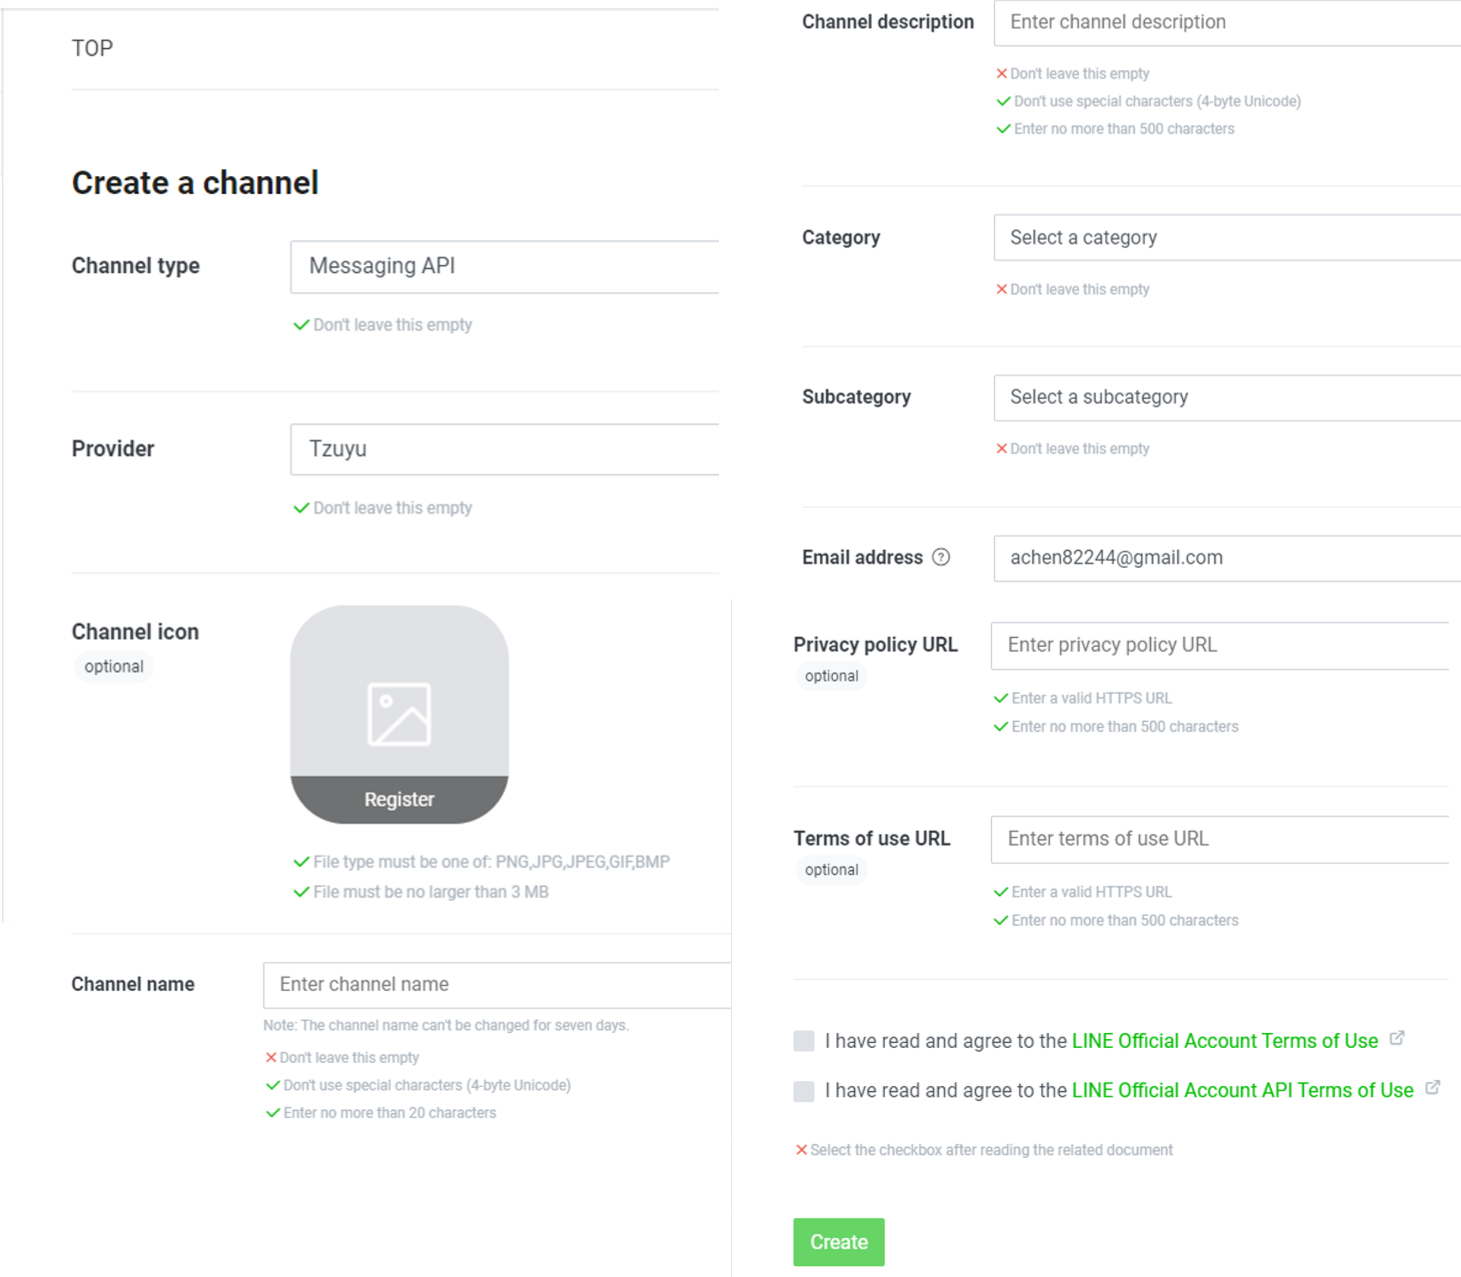 TOP
Create a channel
Channel type
Messaging API
Don't leave this empty
Provider
Tzuyu
Don't leave this empty
Channel icon
optional
Register
File type must be one of: PNG,JPG,JPEG,GIF,BMP
File must be no larger than 3 MB
Channel name
Enter channel name
Note: The channel name can't be changed for seven days.
Don't leave this empty
Don't use special characters (4-byte Unicode)
Enter no more than 20 characters
Channel description
Enter channel description
Don't leave this empty
Don't use special characters (4-byte Unicode)
Enter no more than 500 characters
Category
Select a category
Don't leave this empty
Subcategory
Select a subcategory
Don't leave this empty
Email address ?
achen82244@gmail.com
Privacy policy URL
optional
Enter privacy policy URL
Enter a valid HTTPS URL
Enter no more than 500 characters
Terms of use URL
optional
Enter terms of use URL
Enter a valid HTTPS URL
Enter no more than 500 characters
I have read and agree to the LINE Official Account Terms of Use
I have read and agree to the LINE Official Account API Terms of Use
Select the checkbox after reading the related document
Create